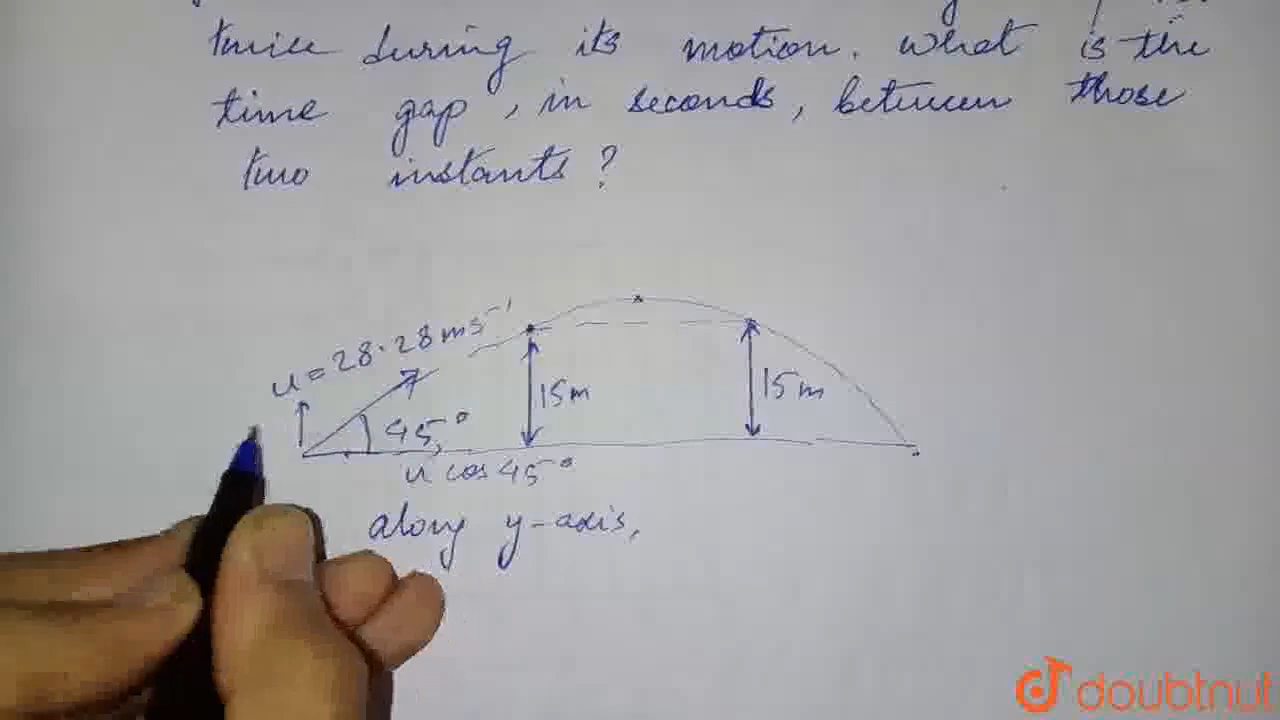 twice during its motion. What is the
time gap, in seconds, between those
two instants?
u = 28.28 ms⁻¹
15m
15m
45°
u cos 45°
along y-axis,
doubtnut